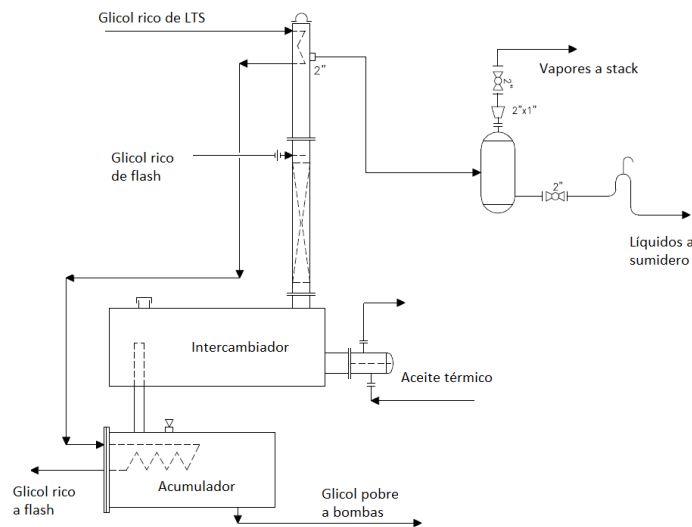 Glicol rico de LTS
2"
Vapores a stack
2"
2"x1"
Glicol rico
de flash
2"
Líquidos a
sumidero
Intercambiador
Aceite térmico
Acumulador
Glicol rico
a flash
Glicol pobre
a bombas